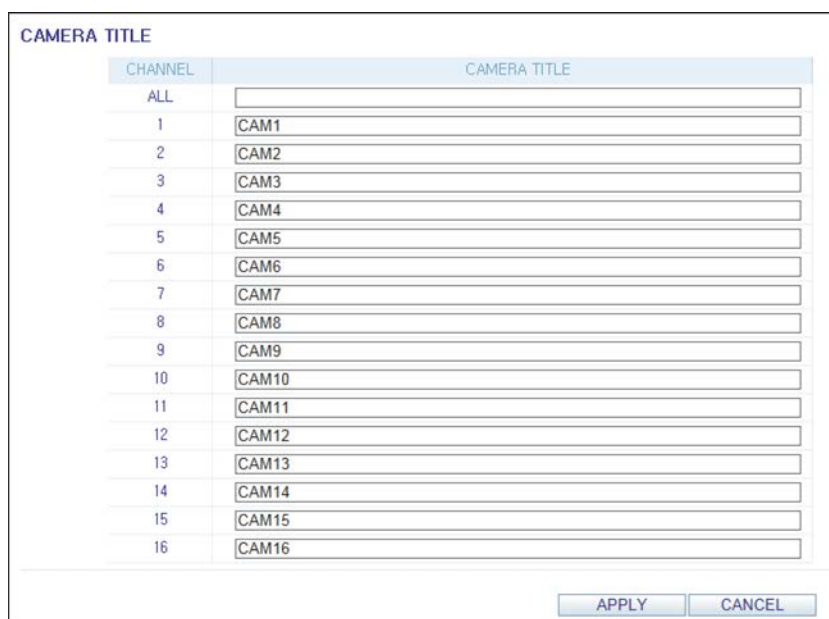 CAMERA TITLE
CHANNEL CAMERA TITLE
ALL
1 CAM1
2 CAM2
3 CAM3
4 CAM4
5 CAM5
6 CAM6
7 CAM7
8 CAM8
9 CAM9
10 CAM10
11 CAM11
12 CAM12
13 CAM13
14 CAM14
15 CAM15
16 CAM16
APPLY CANCEL